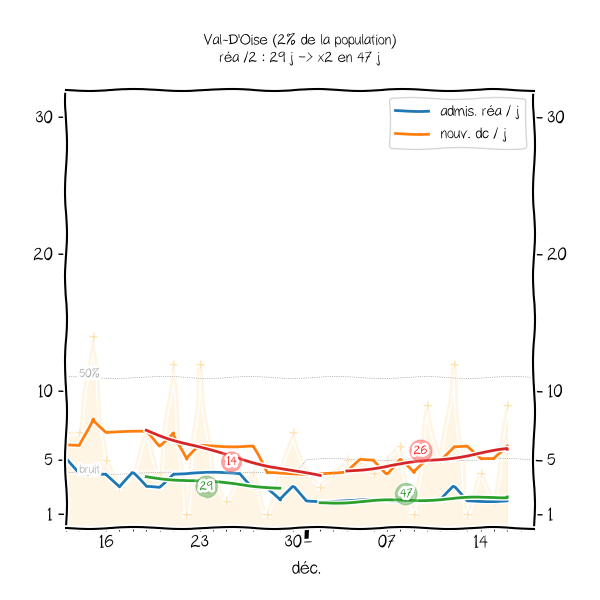 Val-D'Oise (2% de la population)
réa /2 : 29 j -> x2 en 47 j
admis. réa / j
nouv. dc / j
30 30
20 20
50%
10 10
26
14
5 5
bruit
29
47
1 1
16 23 30 07 14
déc.